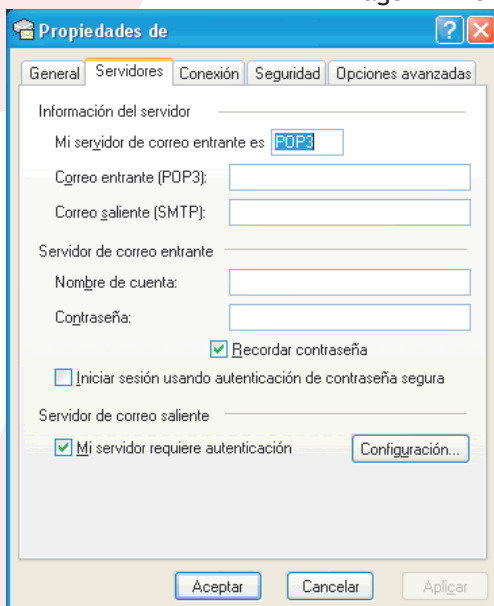 Propiedades de
General Servidores Conexión Seguridad Opciones avanzadas
Información del servidor
Mi servidor de correo entrante es POP3
Correo entrante (POP3):
Correo saliente (SMTP):
Servidor de correo entrante
Nombre de cuenta:
Contraseña:
Recordar contraseña
Iniciar sesión usando autenticación de contraseña segura
Servidor de correo saliente
Mi servidor requiere autenticación Configuración...
Aceptar Cancelar Aplicar